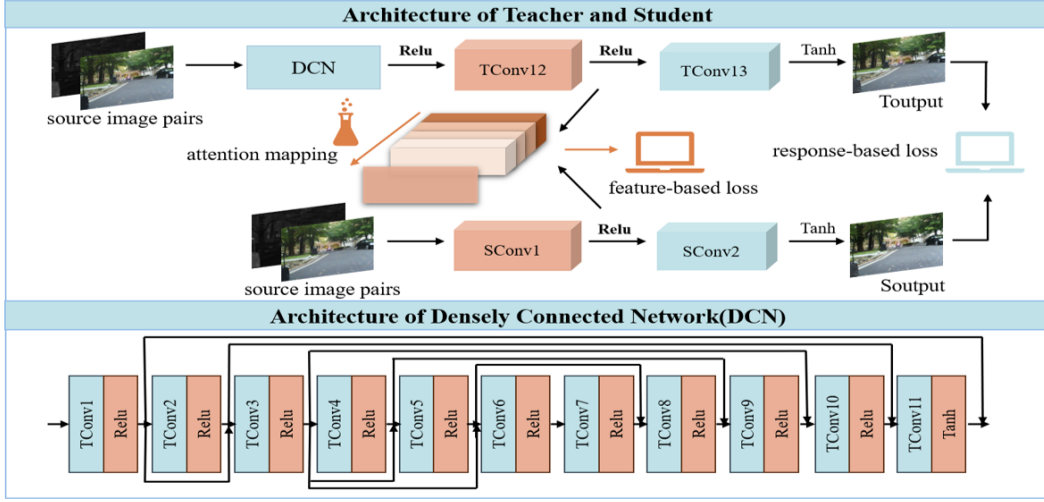 Architecture of Teacher and Student
Relu
Relu
Tanh
DCN
TConv12
TConv13
Toutput
source image pairs
attention mapping
response-based loss
feature-based loss
Relu
Tanh
SConv1
SConv2
source image pairs
Soutput
Architecture of Densely Connected Network(DCN)
TConv1
Relu
TConv2
Relu
TConv3
Relu
TConv4
Relu
TConv5
Relu
TConv6
Relu
TConv7
Relu
TConv8
Relu
TConv9
Relu
TConv10
Relu
TConv11
Tanh